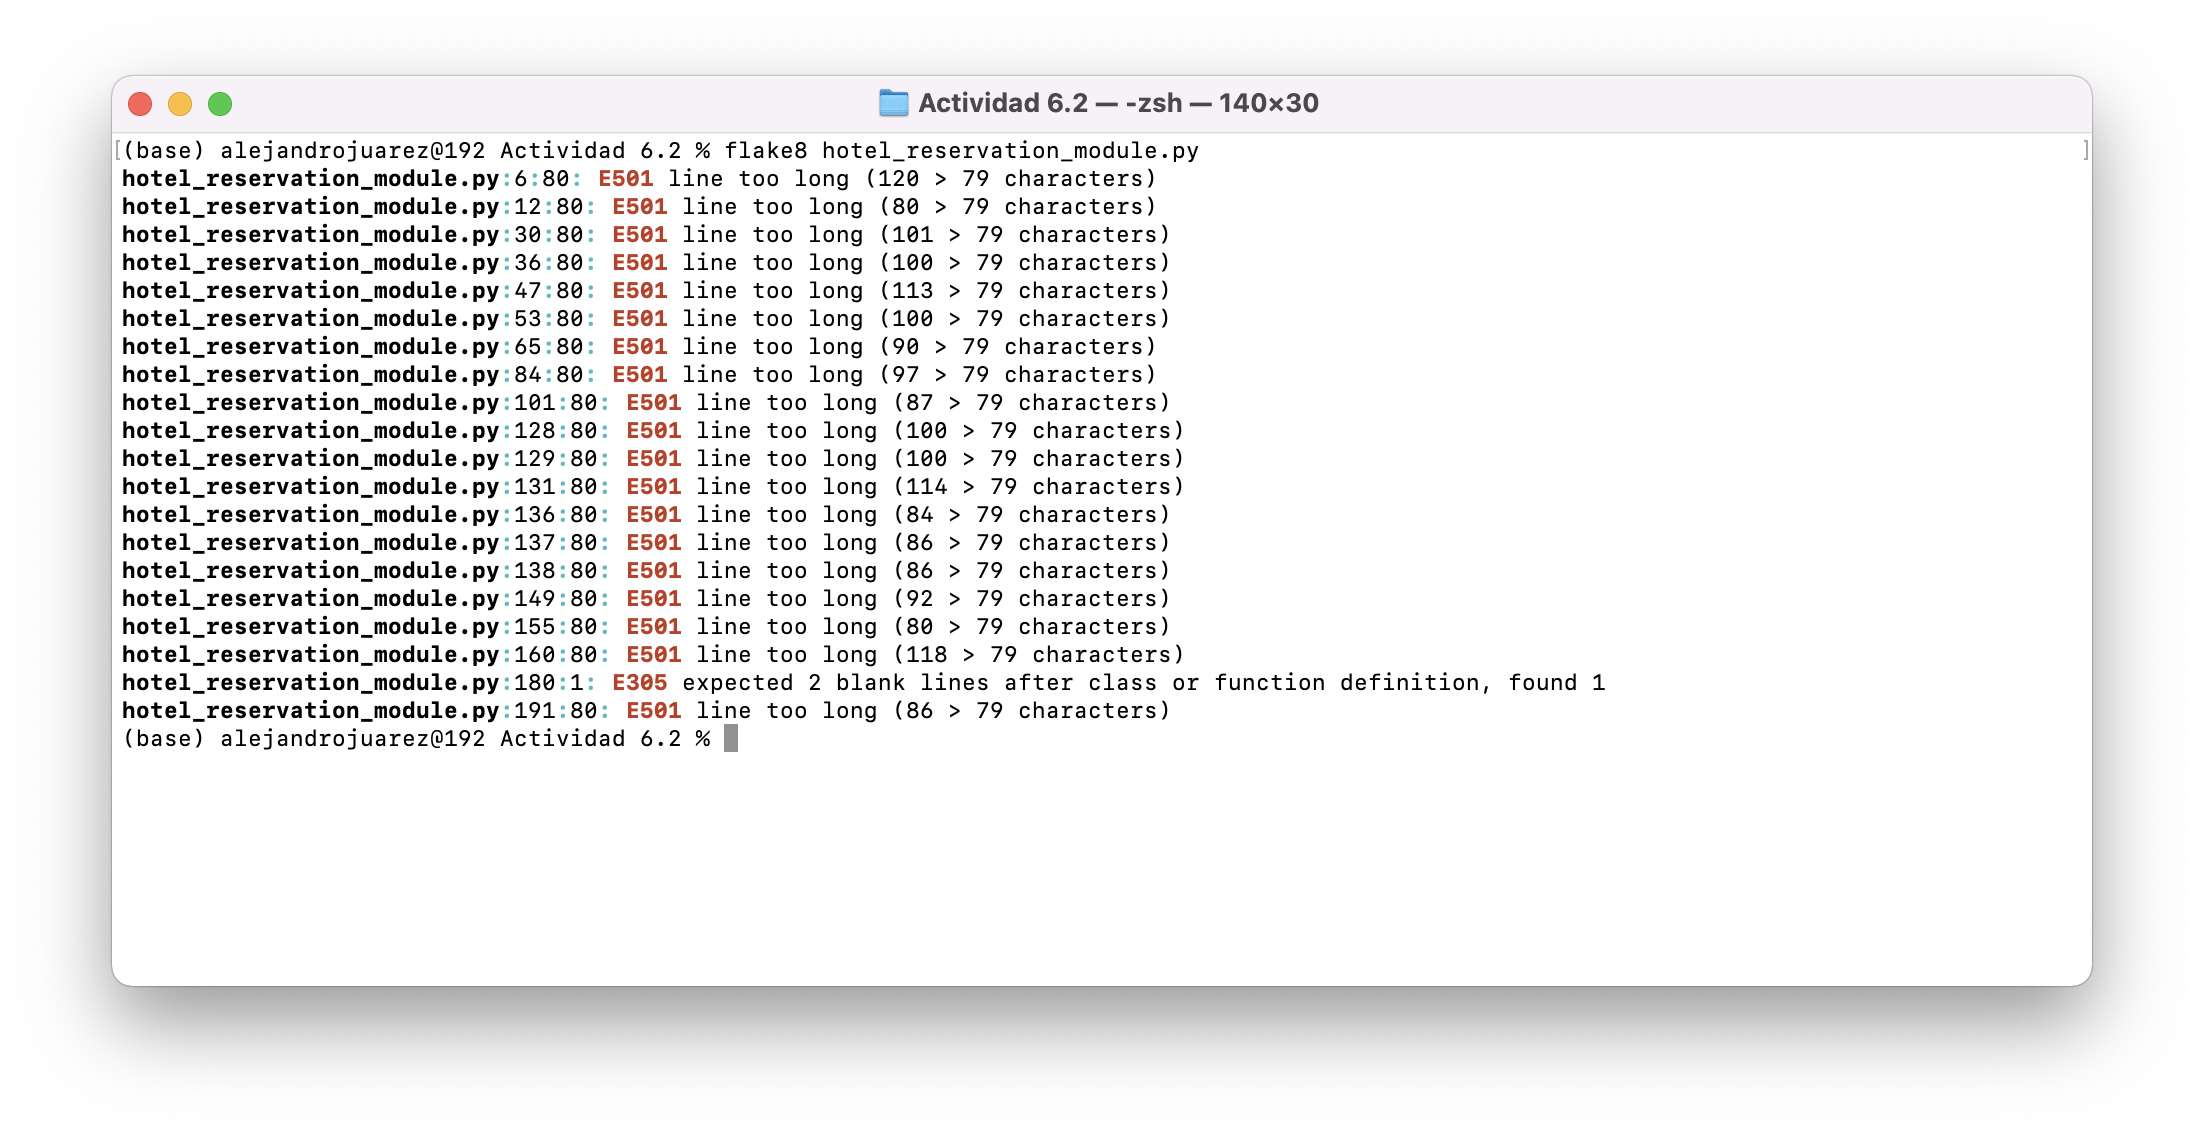 Actividad 6.2 — -zsh — 140×30
[(base) alejandrojuarez@192 Actividad 6.2 % flake8 hotel_reservation_module.py ]
hotel_reservation_module.py:6:80: E501 line too long (120 > 79 characters)
hotel_reservation_module.py:12:80: E501 line too long (80 > 79 characters)
hotel_reservation_module.py:30:80: E501 line too long (101 > 79 characters)
hotel_reservation_module.py:36:80: E501 line too long (100 > 79 characters)
hotel_reservation_module.py:47:80: E501 line too long (113 > 79 characters)
hotel_reservation_module.py:53:80: E501 line too long (100 > 79 characters)
hotel_reservation_module.py:65:80: E501 line too long (90 > 79 characters)
hotel_reservation_module.py:84:80: E501 line too long (97 > 79 characters)
hotel_reservation_module.py:101:80: E501 line too long (87 > 79 characters)
hotel_reservation_module.py:128:80: E501 line too long (100 > 79 characters)
hotel_reservation_module.py:129:80: E501 line too long (100 > 79 characters)
hotel_reservation_module.py:131:80: E501 line too long (114 > 79 characters)
hotel_reservation_module.py:136:80: E501 line too long (84 > 79 characters)
hotel_reservation_module.py:137:80: E501 line too long (86 > 79 characters)
hotel_reservation_module.py:138:80: E501 line too long (86 > 79 characters)
hotel_reservation_module.py:149:80: E501 line too long (92 > 79 characters)
hotel_reservation_module.py:155:80: E501 line too long (80 > 79 characters)
hotel_reservation_module.py:160:80: E501 line too long (118 > 79 characters)
hotel_reservation_module.py:180:1: E305 expected 2 blank lines after class or function definition, found 1
hotel_reservation_module.py:191:80: E501 line too long (86 > 79 characters)
(base) alejandrojuarez@192 Actividad 6.2 %